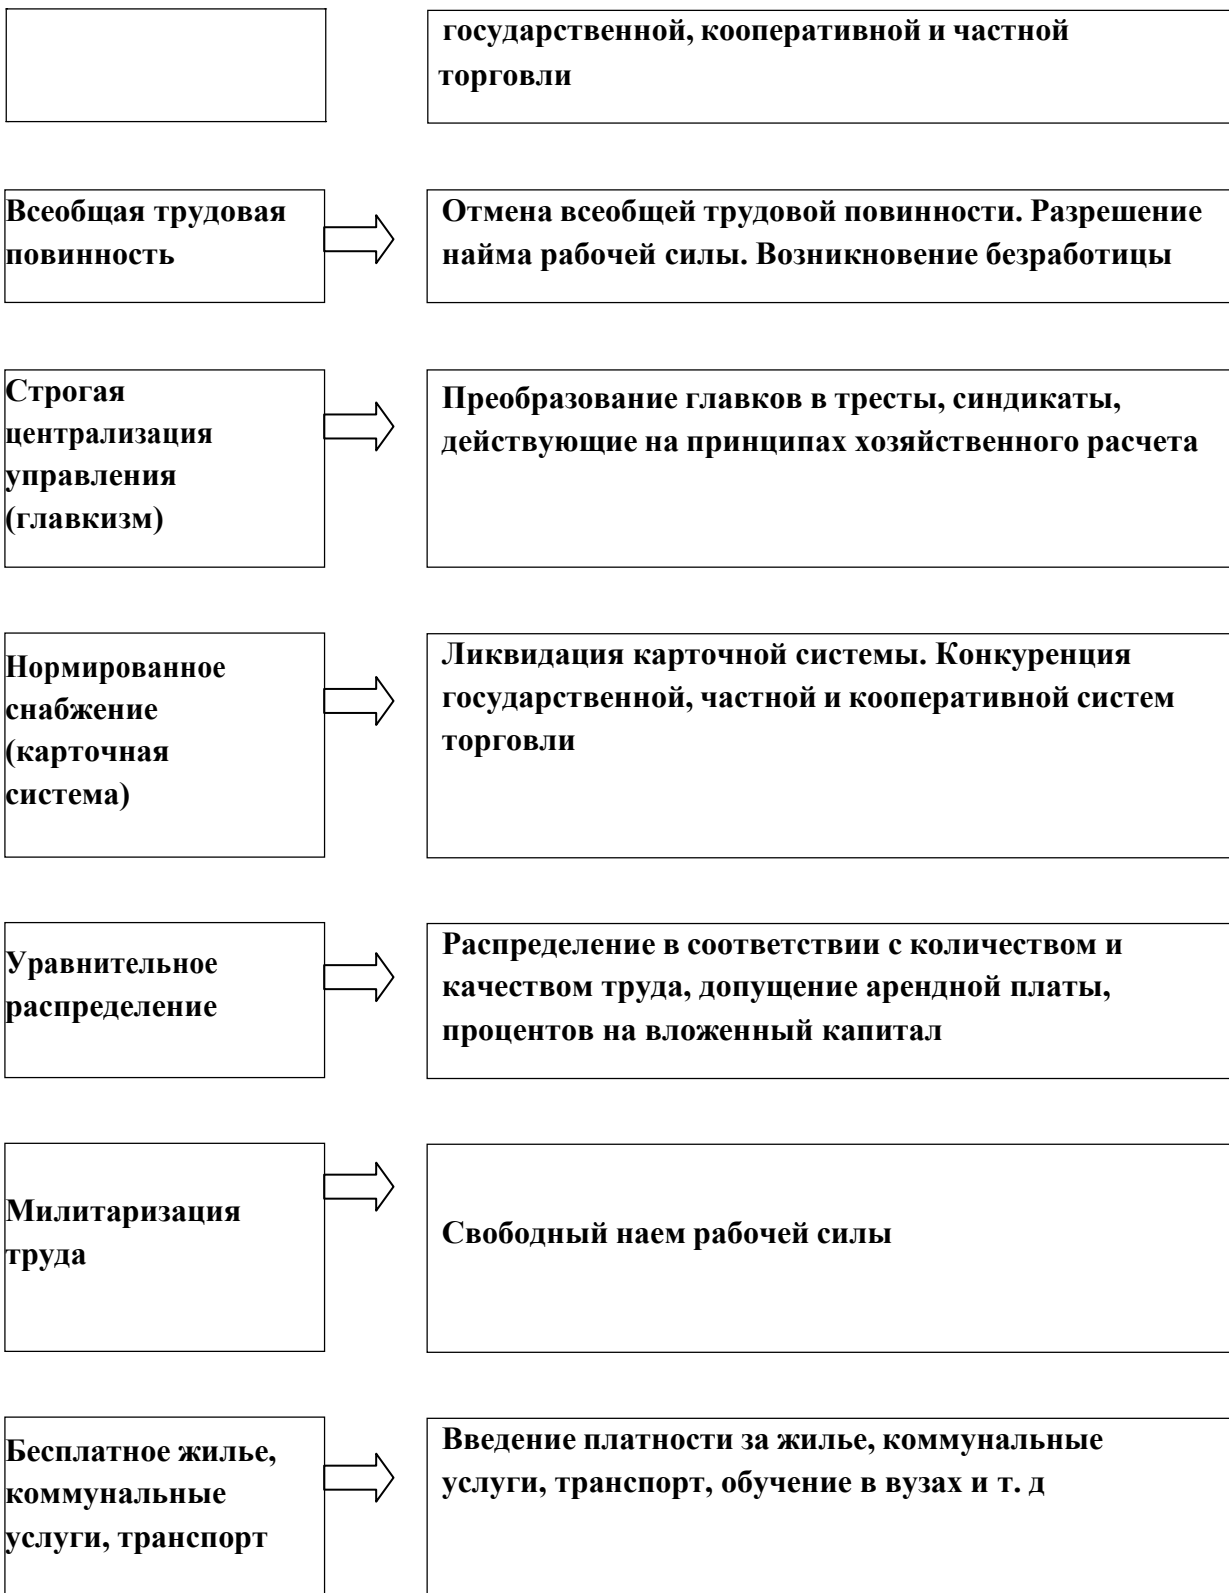 государственной, кооперативной и частной
торговли
Всеобщая трудовая
повинность
Отмена всеобщей трудовой повинности. Разрешение
найма рабочей силы. Возникновение безработицы
Строгая
централизация
управления
(главкизм)
Преобразование главков в тресты, синдикаты,
действующие на принципах хозяйственного расчета
Нормированное
снабжение
(карточная
система)
Ликвидация карточной системы. Конкуренция
государственной, частной и кооперативной систем
торговли
Уравнительное
распределение
Распределение в соответствии с количеством и
качеством труда, допущение арендной платы,
процентов на вложенный капитал
Милитаризация
труда
Свободный наем рабочей силы
Бесплатное жилье,
коммунальные
услуги, транспорт
Введение платности за жилье, коммунальные
услуги, транспорт, обучение в вузах и т. д